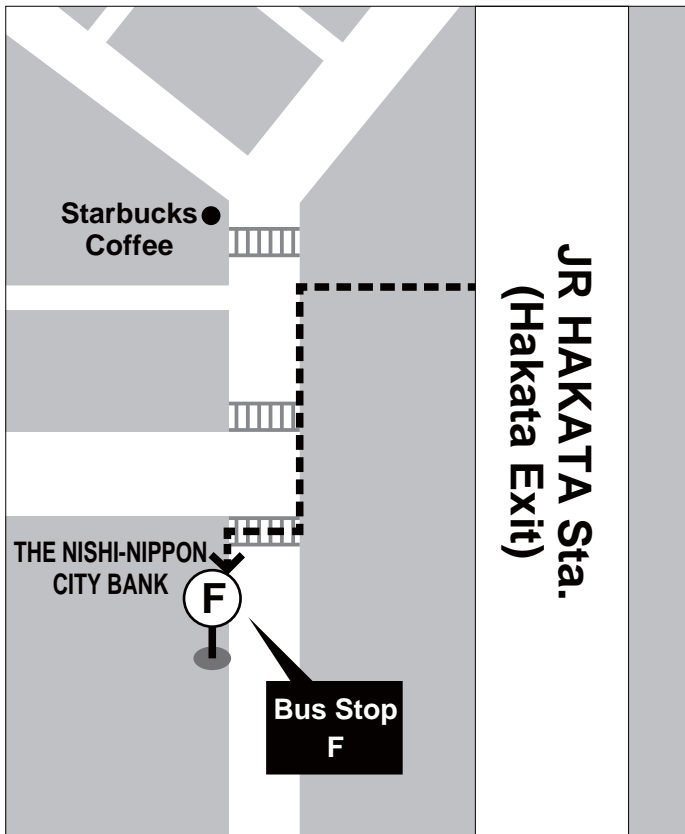 Starbucks
Coffee
JR HAKATA Sta.
(Hakata Exit)
THE NISHI-NIPPON
CITY BANK
F
Bus Stop
F